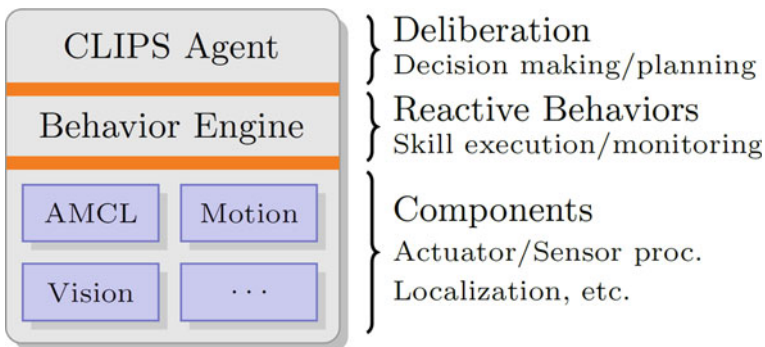 CLIPS Agent
Behavior Engine
AMCL
Motion
Vision
···
Deliberation
Decision making/planning
Reactive Behaviors
Skill execution/monitoring
Components
Actuator/Sensor proc.
Localization, etc.